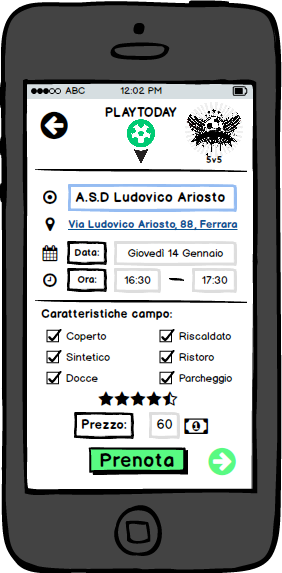 ABC 12:02 PM
PLAYTODAY
5v5
A.S.D Ludovico Ariosto
Via Ludovico Ariosto, 88, Ferrara
Data: Giovedì 14 Gennaio
Ora: 16:30 — 17:30
Caratteristiche campo:
Coperto Riscaldato
Sintetico Ristoro
Docce Parcheggio
Prezzo: 60
Prenota